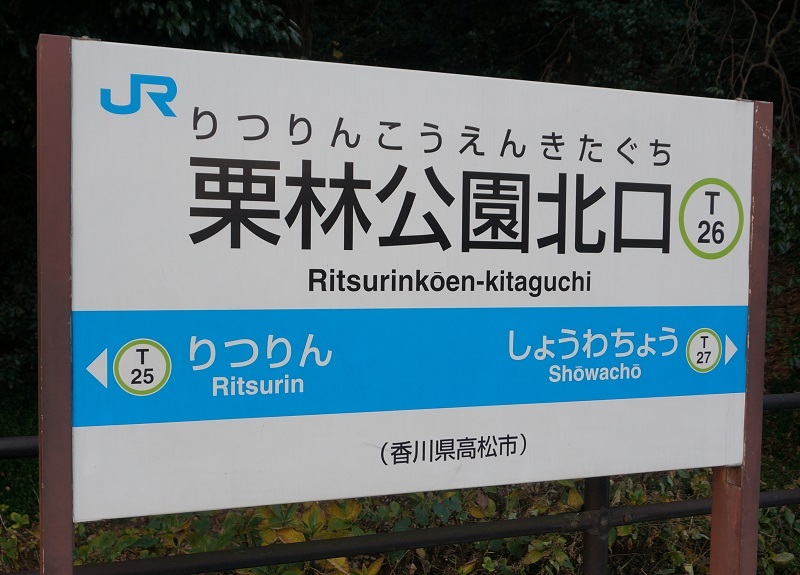 JR
りつりんこうえんきたぐち
栗林公園北口
T
26
Ritsurinkōen-kitaguchi
T
25
りつりん
Ritsurin
しょうわちょう
Shōwachō
T
27
(香川県高松市)